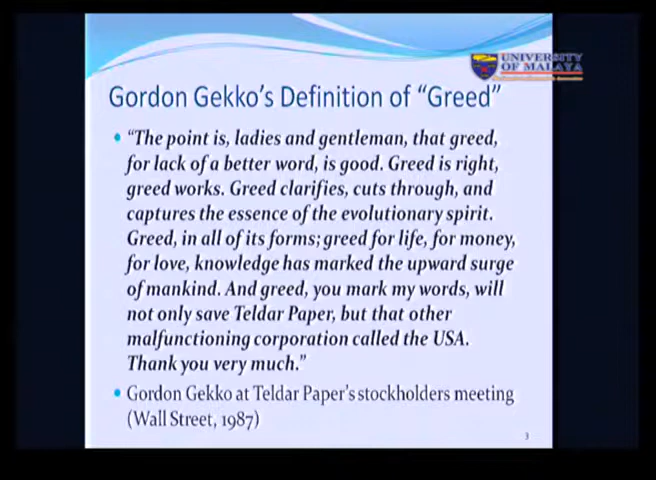 UNIVERSITY
OF MALAYA
Gordon Gekko's Definition of "Greed"
• "The point is, ladies and gentleman, that greed,
for lack of a better word, is good. Greed is right,
greed works. Greed clarifies, cuts through, and
captures the essence of the evolutionary spirit.
Greed, in all of its forms; greed for life, for money,
for love, knowledge has marked the upward surge
of mankind. And greed, you mark my words, will
not only save Teldar Paper, but that other
malfunctioning corporation called the USA.
Thank you very much."
• Gordon Gekko at Teldar Paper's stockholders meeting
(Wall Street, 1987)
3